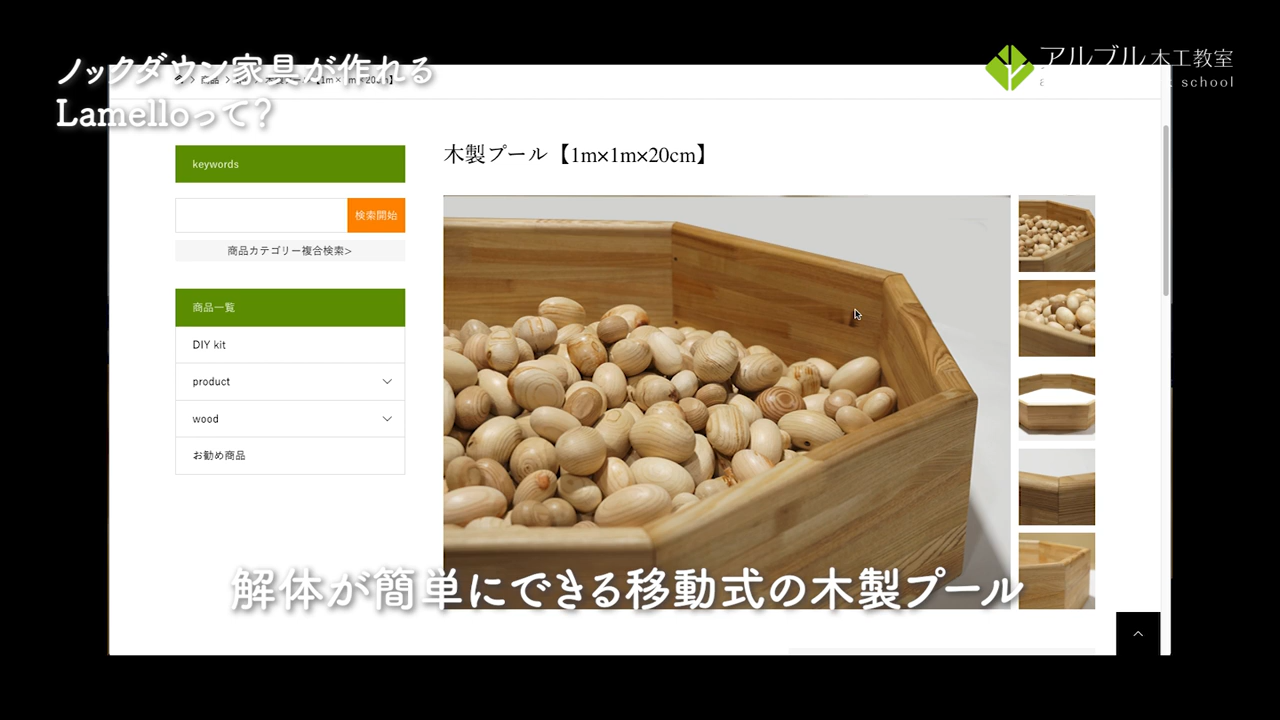 ノックダウン家具が作れる
Lamelloって?
アルブル木工教室
school
商品
keywords
木製プール【1m×1m×20cm】
検索開始
商品カテゴリー複合検索>
商品一覧
DIY kit
product
wood
お勧め商品
解体が簡単にできる移動式の木製プール